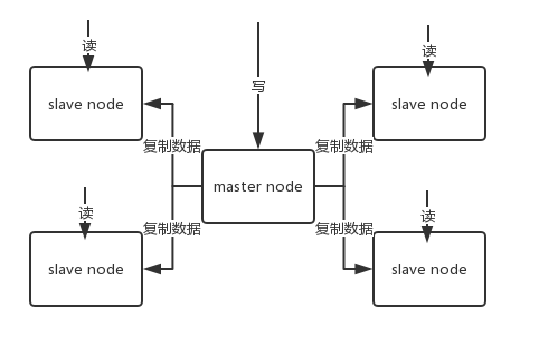 读
读
写
slave node
slave node
复制数据
复制数据
master node
读
读
复制数据
复制数据
slave node
slave node